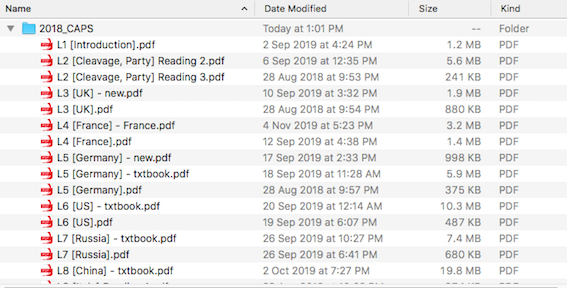 Name Date Modified Size Kind
2018_CAPS Today at 1:01 PM -- Folder
L1 [Introduction].pdf 2 Sep 2019 at 4:24 PM 1.2 MB PDF
L2 [Cleavage, Party] Reading 2.pdf 6 Sep 2019 at 12:35 PM 5.6 MB PDF
L2 [Cleavage, Party] Reading 3.pdf 28 Aug 2018 at 9:53 PM 241 KB PDF
L3 [UK] - new.pdf 10 Sep 2019 at 3:32 PM 1.9 MB PDF
L3 [UK].pdf 28 Aug 2018 at 9:54 PM 880 KB PDF
L4 [France] - France.pdf 4 Nov 2019 at 5:23 PM 3.2 MB PDF
L4 [France].pdf 12 Sep 2019 at 4:38 PM 1.4 MB PDF
L5 [Germany] - new.pdf 17 Sep 2019 at 2:33 PM 998 KB PDF
L5 [Germany] - txtbook.pdf 18 Sep 2019 at 11:28 AM 5.9 MB PDF
L5 [Germany].pdf 28 Aug 2018 at 9:57 PM 375 KB PDF
L6 [US] - txtbook.pdf 20 Sep 2019 at 12:14 AM 10.3 MB PDF
L6 [US].pdf 19 Sep 2019 at 6:07 PM 487 KB PDF
L7 [Russia] - txtbook.pdf 26 Sep 2019 at 10:27 PM 7.4 MB PDF
L7 [Russia].pdf 26 Sep 2019 at 6:41 PM 680 KB PDF
L8 [China] - txtbook.pdf 2 Oct 2019 at 7:27 PM 19.8 MB PDF